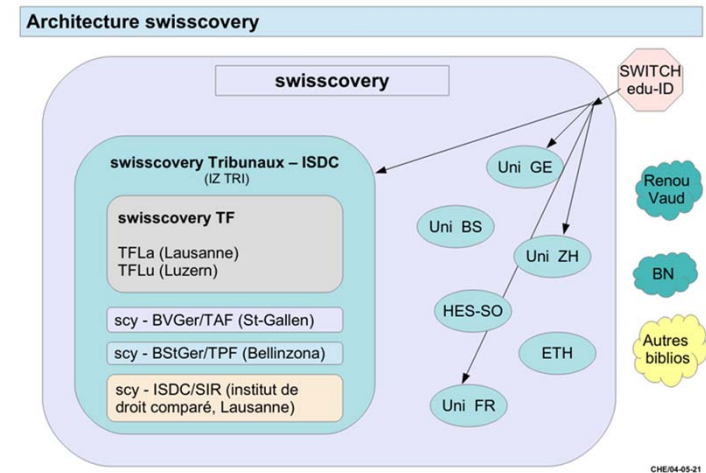 Architecture swisscovery
swisscovery
SWITCH
edu-ID
swisscovery Tribunaux – ISDC
(IZ TRI)
swisscovery TF
TFLa (Lausanne)
TFLu (Luzern)
scy - BVGer/TAF (St-Gallen)
scy - BStGer/TPF (Bellinzona)
scy - ISDC/SIR (institut de
droit comparé, Lausanne)
Uni GE
Uni BS
Uni ZH
HES-SO
ETH
Uni FR
Renou
Vaud
BN
Autres
biblios
CHE/04-05-21